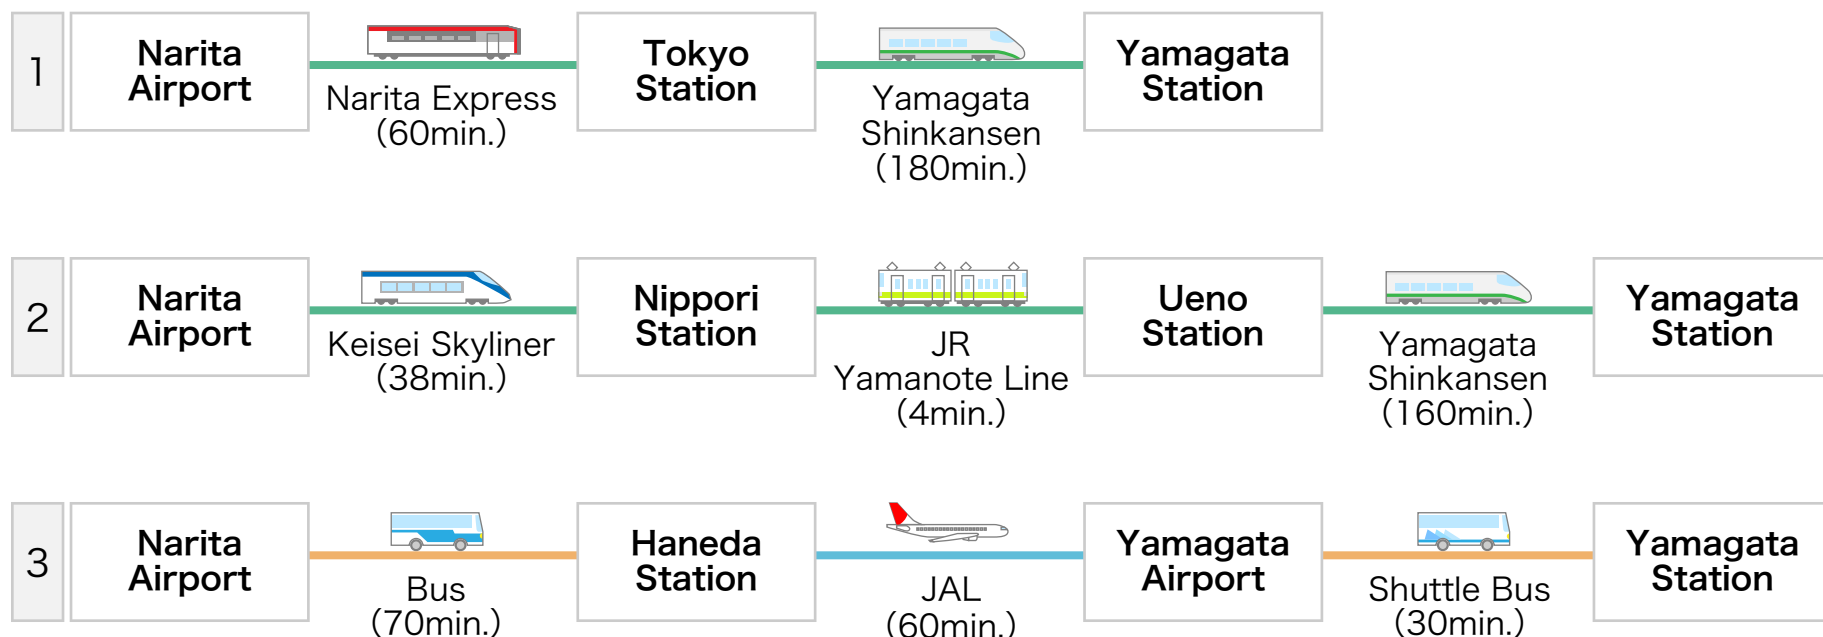 1
Narita
Airport
Narita Express
(60min.)
Tokyo
Station
Yamagata
Shinkansen
(180min.)
Yamagata
Station
2
Narita
Airport
Keisei Skyliner
(38min.)
Nippori
Station
JR
Yamanote Line
(4min.)
Ueno
Station
Yamagata
Shinkansen
(160min.)
Yamagata
Station
3
Narita
Airport
Bus
(70min.)
Haneda
Station
JAL
(60min.)
Yamagata
Airport
Shuttle Bus
(30min.)
Yamagata
Station